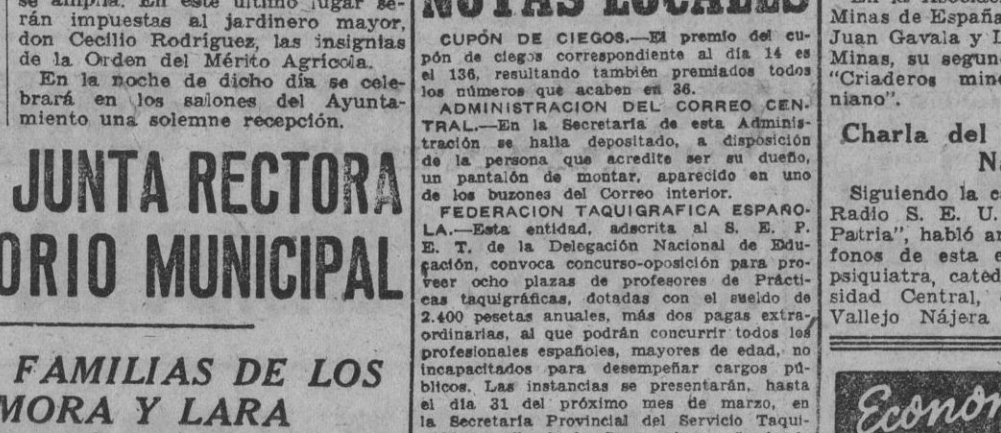 se amplía. En este último lugar se-
rán impuestas al jardinero mayor,
don Cecilio Rodríguez, las insignias
de la Orden del Mérito Agrícola.
En la noche de dicho día se cele-
brará en los salones del Ayunta-
miento una solemne recepción.
JUNTA RECTORA
ORIO MUNICIPAL
FAMILIAS DE LOS
MORA Y LARA
NOTAS LOCALES
CUPÓN DE CIEGOS.—El premio del cu-
pón de ciegos correspondiente al día 14 es
el 136, resultando también premiados todos
los números que acaben en 36.
ADMINISTRACION DEL CORREO CEN-
TRAL.—En la Secretaría de esta Adminis-
tración se halla depositado, a disposición
de la persona que acredite ser su dueño,
un pantalón de montar, aparecido en uno
de los buzones del Correo interior.
FEDERACION TAQUIGRAFICA ESPAÑO-
LA.—Esta entidad, adscrita al S. E. P.
E. T. de la Delegación Nacional de Edu-
cación, convoca concurso-oposición para pro-
veer ocho plazas de profesores de Prácti-
cas taquigráficas, dotadas con el sueldo de
2.400 pesetas anuales, más dos pagas extra-
ordinarias, al que podrán concurrir todos los
profesionales españoles, mayores de edad, no
incapacitados para desempeñar cargos pú-
blicos. Las instancias se presentarán, hasta
el día 31 del próximo mes de marzo, en
la Secretaría Provincial del Servicio Taqui-
Minas de España
Juan Gavala y L
Minas, su segun
"Criaderos mine
niano".
Charla del
N
Siguiendo la c
Radio S. E. U.
Patria", habló an
fonos de esta e
psiquiatra, cated
sidad Central,
Vallejo Nájera
Econom